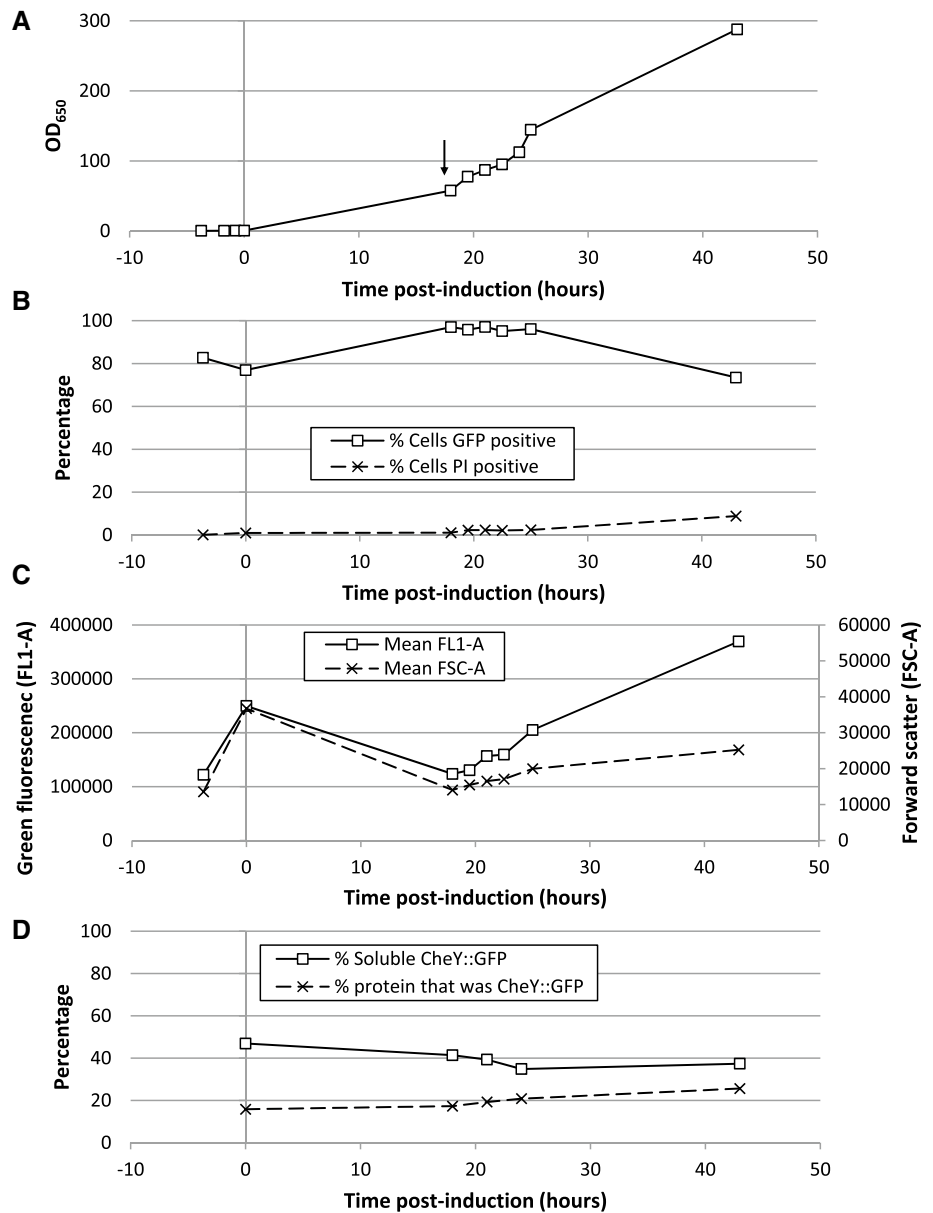 A
300
200
100
0
OD650
-10 0 10 20 30 40 50
Time post-induction (hours)
B
100
80
60
40
20
0
Percentage
% Cells GFP positive
% Cells PI positive
-10 0 10 20 30 40 50
Time post-induction (hours)
C
400000
300000
200000
100000
0
Green fluorescenec (FL1-A)
Mean FL1-A
Mean FSC-A
60000
50000
40000
30000
20000
10000
0
Forward scatter (FSC-A)
-10 0 10 20 30 40 50
Time post-induction (hours)
D
100
80
60
40
20
0
Percentage
% Soluble CheY::GFP
% protein that was CheY::GFP
-10 0 10 20 30 40 50
Time post-induction (hours)